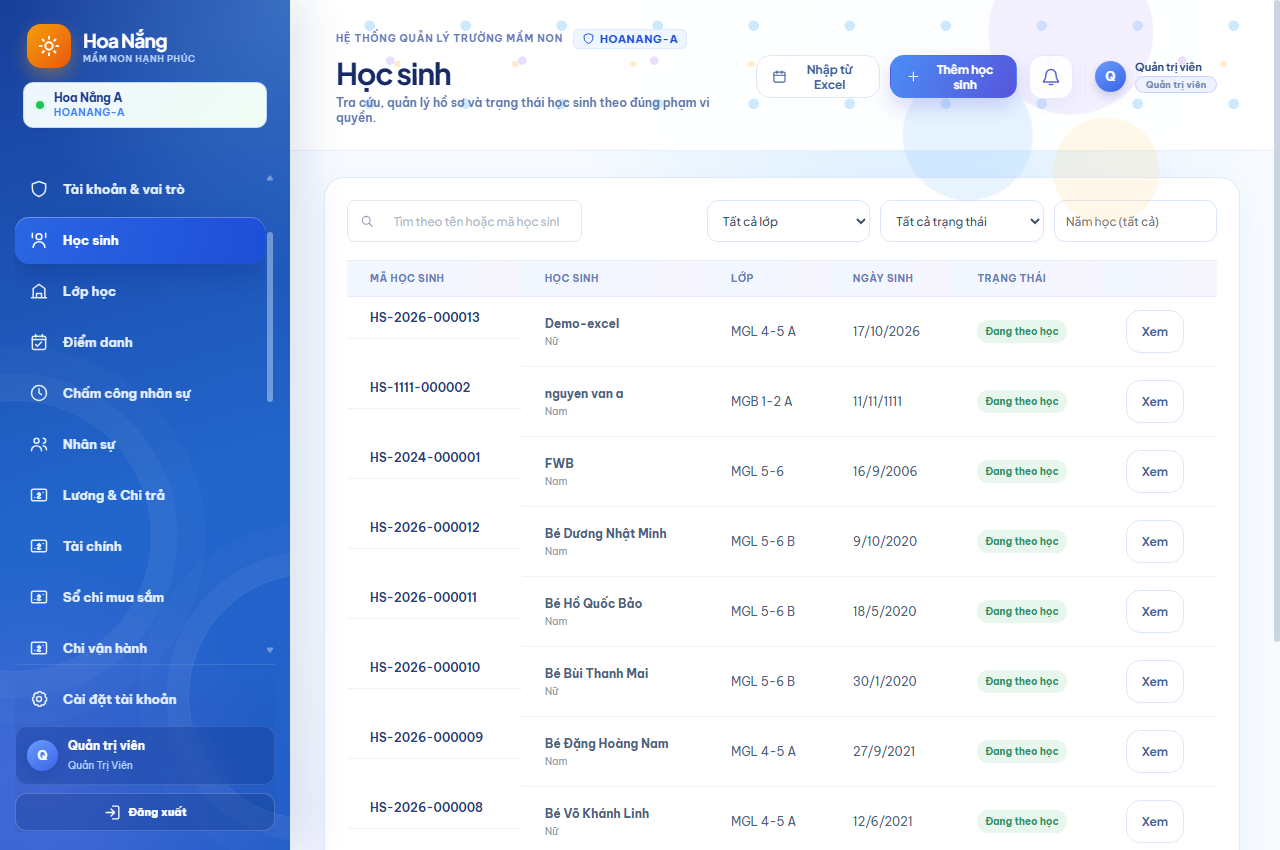 Hoa Nắng
MẦM NON HẠNH PHÚC
Hoa Nắng A
HOANANG-A
Tài khoản & vai trò
Học sinh
Lớp học
Điểm danh
Chấm công nhân sự
Nhân sự
Lương & Chi trả
Tài chính
Sổ chi mua sắm
Chi vận hành
Cài đặt tài khoản
Q
Quản trị viên
Quản Trị Viên
Đăng xuất
HỆ THỐNG QUẢN LÝ TRƯỜNG MẦM NON
HOANANG-A
Học sinh
Tra cứu, quản lý hồ sơ và trạng thái học sinh theo đúng phạm vi
quyền.
Nhập từ
Excel
Thêm học
sinh
Q
Quản trị viên
Quản trị viên
Tìm theo tên hoặc mã học sinl
Tất cả lớp
Tất cả trạng thái
Năm học (tất cả)
MÃ HỌC SINH HỌC SINH LỚP NGÀY SINH TRẠNG THÁI
HS-2026-000013 Demo-excel Nữ MGL 4-5 A 17/10/2026 Đang theo học Xem
HS-1111-000002 nguyen van a Nam MGB 1-2 A 11/11/1111 Đang theo học Xem
HS-2024-000001 FWB Nam MGL 5-6 16/9/2006 Đang theo học Xem
HS-2026-000012 Bé Dương Nhật Minh Nam MGL 5-6 B 9/10/2020 Đang theo học Xem
HS-2026-000011 Bé Hồ Quốc Bảo Nam MGL 5-6 B 18/5/2020 Đang theo học Xem
HS-2026-000010 Bé Bùi Thanh Mai Nữ MGL 5-6 B 30/1/2020 Đang theo học Xem
HS-2026-000009 Bé Đặng Hoàng Nam Nam MGL 4-5 A 27/9/2021 Đang theo học Xem
HS-2026-000008 Bé Võ Khánh Linh Nữ MGL 4-5 A 12/6/2021 Đang theo học Xem